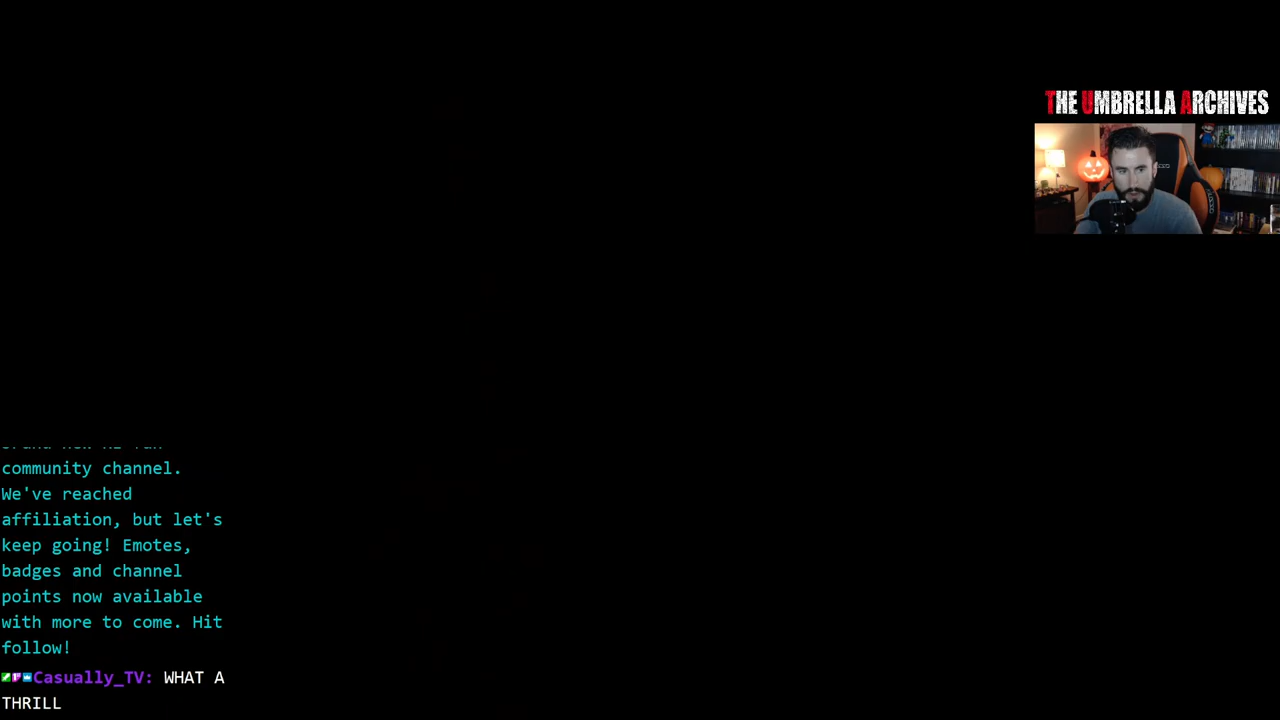 THE UMBRELLA ARCHIVES
community channel.
We've reached
affiliation, but let's
keep going! Emotes,
badges and channel
points now available
with more to come. Hit
follow!
Casually_TV: WHAT A
THRILL